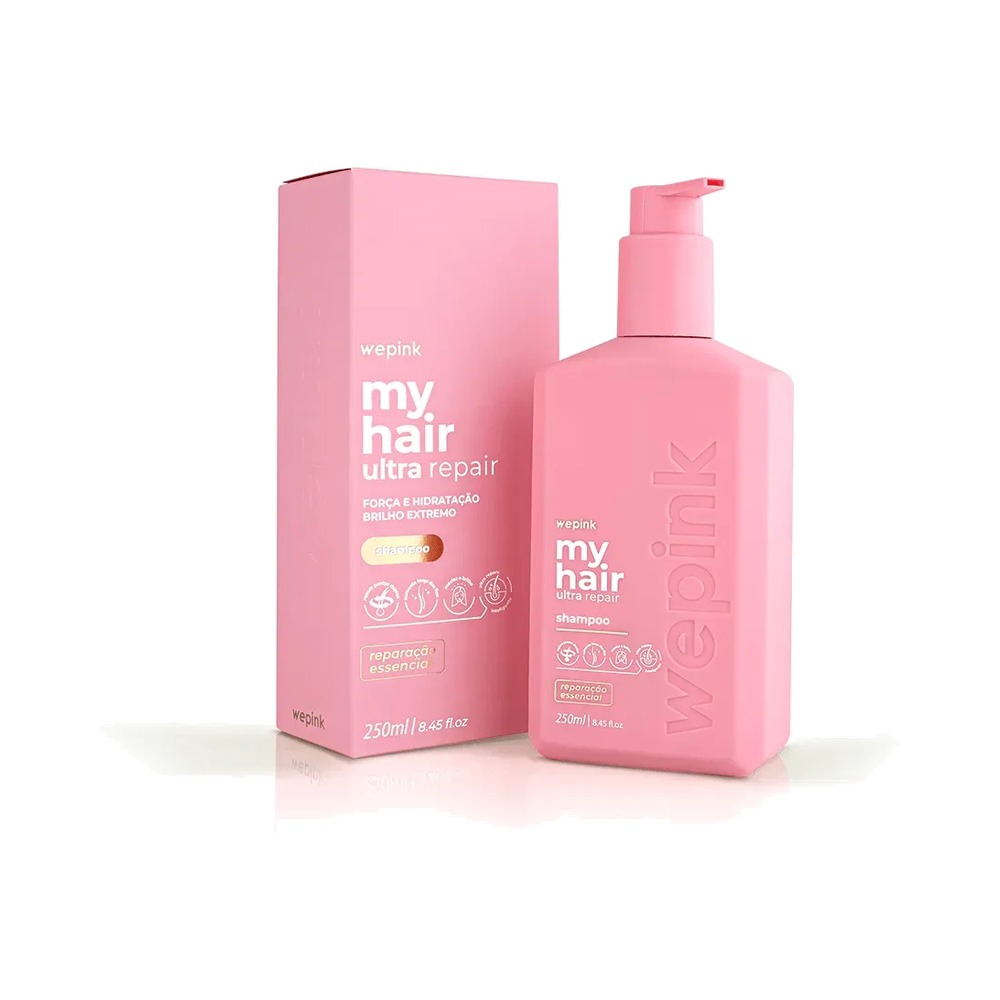 wepink
my
hair
ultra repair
FORÇA E HIDRATAÇÃO
BRILHO EXTREMO
shampoo
reparação
essencial
250ml | 8.45 fl.oz
wepink
wepink
my
hair
ultra repair
shampoo
reparação
essencial
250ml | 8.45 fl.oz
wepink